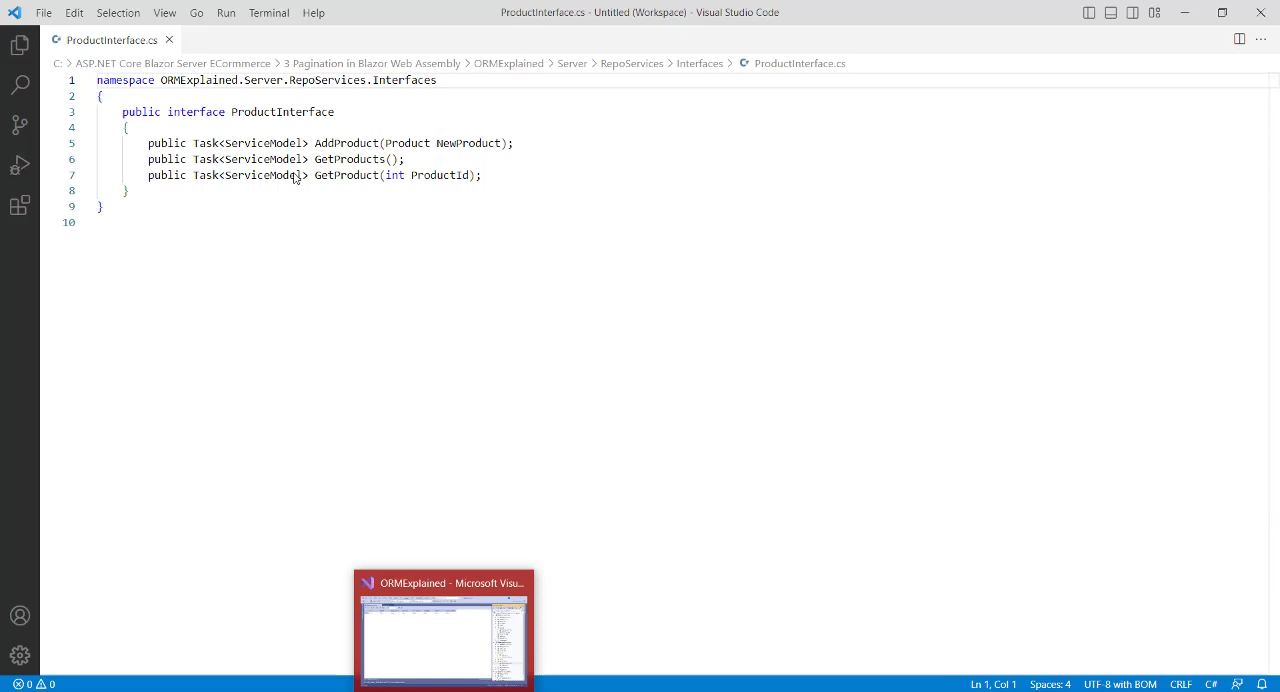 File Edit Selection View Go Run Terminal Help ProductInterface.cs - Untitled (Workspace) - Visual Studio Code
ProductInterface.cs
C: > ASP.NET Core Blazor Server ECormmerce > 3 Pagination in Blazor Web Assembly > ORMExplained > Server > RepoServices > Interfaces > ProductInterface.cs
1 namespace ORMExplained.Server.RepoServices.Interfaces
2 {
3 public interface ProductInterface
4 {
5 public Task<ServiceModel> AddProduct(Product NewProduct);
6 public Task<ServiceModel> GetProducts();
7 public Task<ServiceModel> GetProduct(int ProductId);
8 }
9 }
10
ORMExplained - Microsoft Visu...
0 0 Ln 1, Col 1 Spaces: 4 UTF-8 with BOM CRLF C#